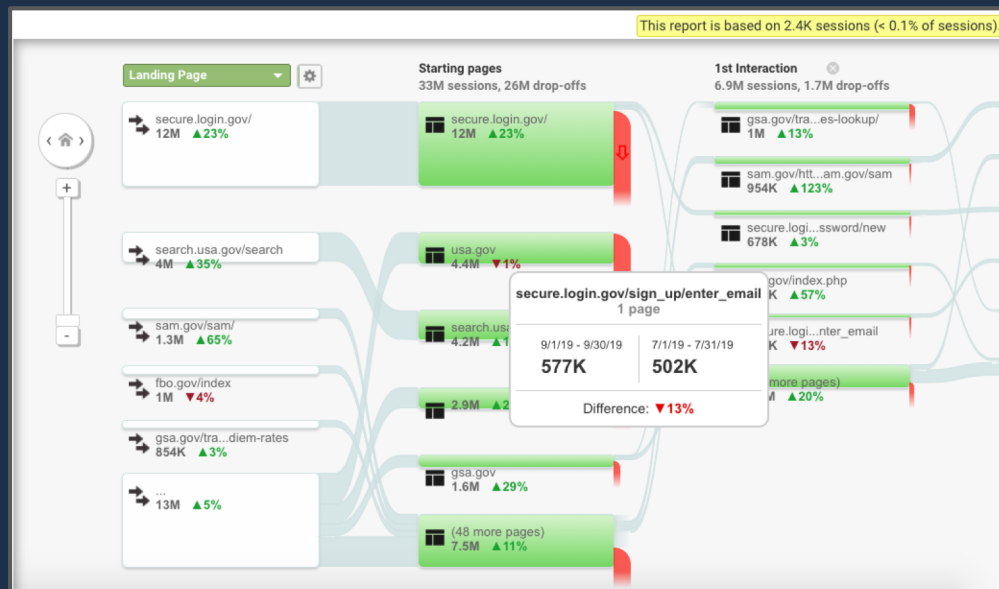 This report is based on 2.4K sessions (< 0.1% of sessions).
Landing Page
Starting pages
33M sessions, 26M drop-offs
1st Interaction
6.9M sessions, 1.7M drop-offs
secure.login.gov/
12M ▲23%
search.usa.gov/search
4M ▲35%
sam.gov/sam/
1.3M ▲65%
fbo.gov/index
1M ▼4%
gsa.gov/tra...diem-rates
854K ▲3%
...
13M ▲5%
secure.login.gov/
12M ▲23%
usa.gov
4.4M ▼1%
search.usa
4.2M ▲1
2.9M ▲2
gsa.gov
1.6M ▲29%
(48 more pages)
7.5M ▲11%
gsa.gov/tra...es-lookup/
1M ▲13%
sam.gov/htt...am.gov/sam
954K ▲123%
secure.logi...ssword/new
678K ▲3%
gov/index.php
K ▲57%
ure.logi...nter_email
K ▼13%
more pages)
M ▲20%
secure.login.gov/sign_up/enter_email
1 page
9/1/19 - 9/30/19
577K
7/1/19 - 7/31/19
502K
Difference: ▼13%
+
-